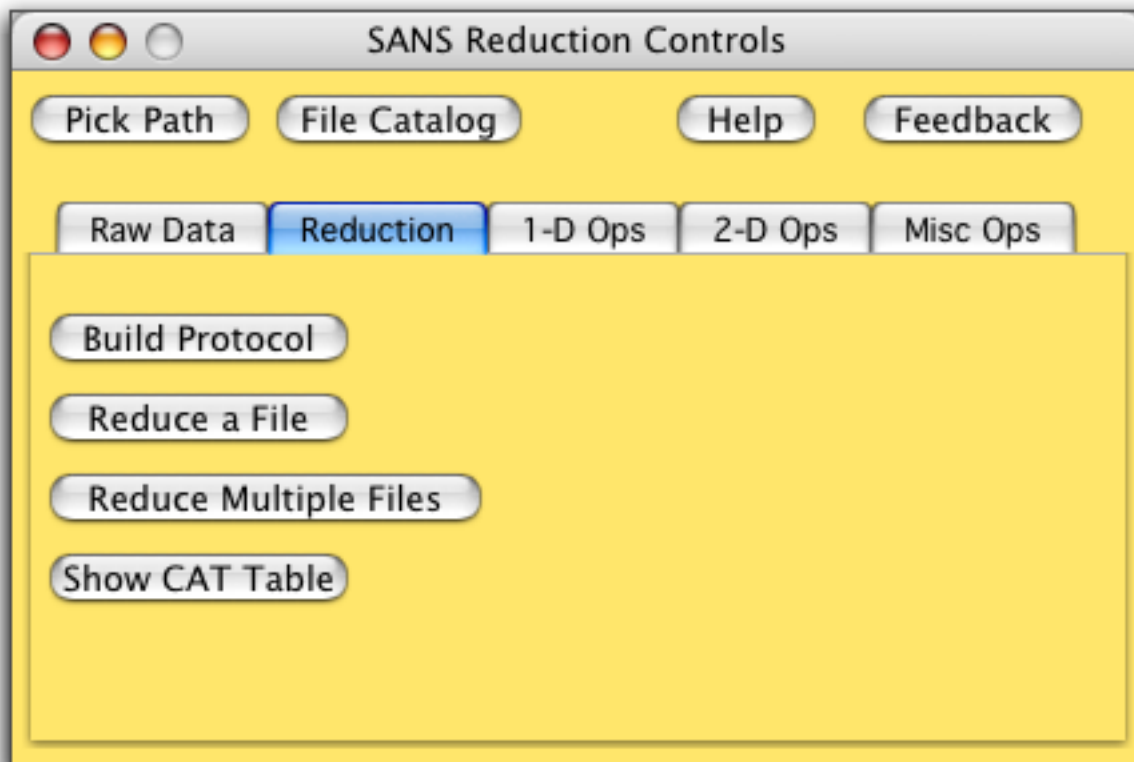 SANS Reduction Controls
Pick Path File Catalog Help Feedback
Raw Data Reduction 1-D Ops 2-D Ops Misc Ops
Build Protocol
Reduce a File
Reduce Multiple Files
Show CAT Table